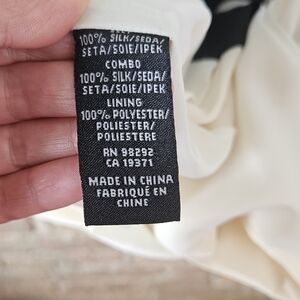 100% SILK/SEDA/
SETA/SOIE/IPEK
COMBO
100% SILK/SEDA/
SETA/SOIE/IPEK
LINING
100% POLYESTER/
POLIESTER/
POLIESTERE
RN 98292
CA 19371
MADE IN CHINA
FABRIQUÉ EN
CHINE